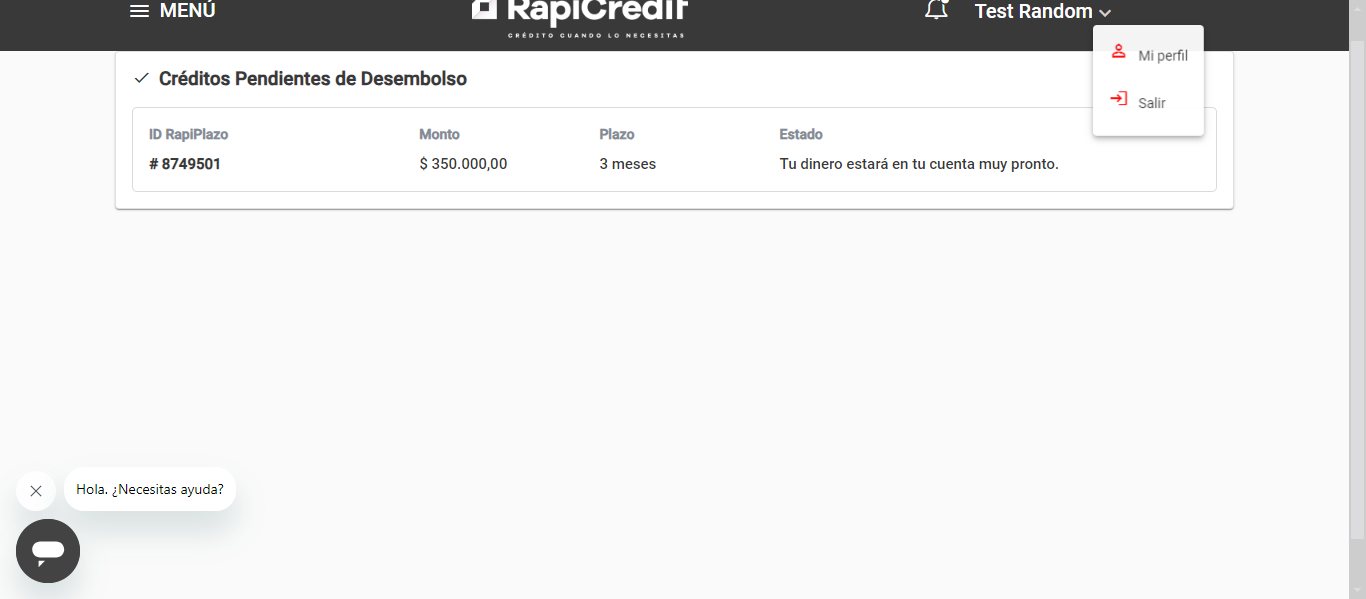 MENÚ
RapiCredit
CRÉDITO CUANDO LO NECESITAS
Test Random
Mi perfil
Salir
Créditos Pendientes de Desembolso
ID RapiPlazo Monto Plazo Estado
# 8749501 $ 350.000,00 3 meses Tu dinero estará en tu cuenta muy pronto.
Hola. ¿Necesitas ayuda?